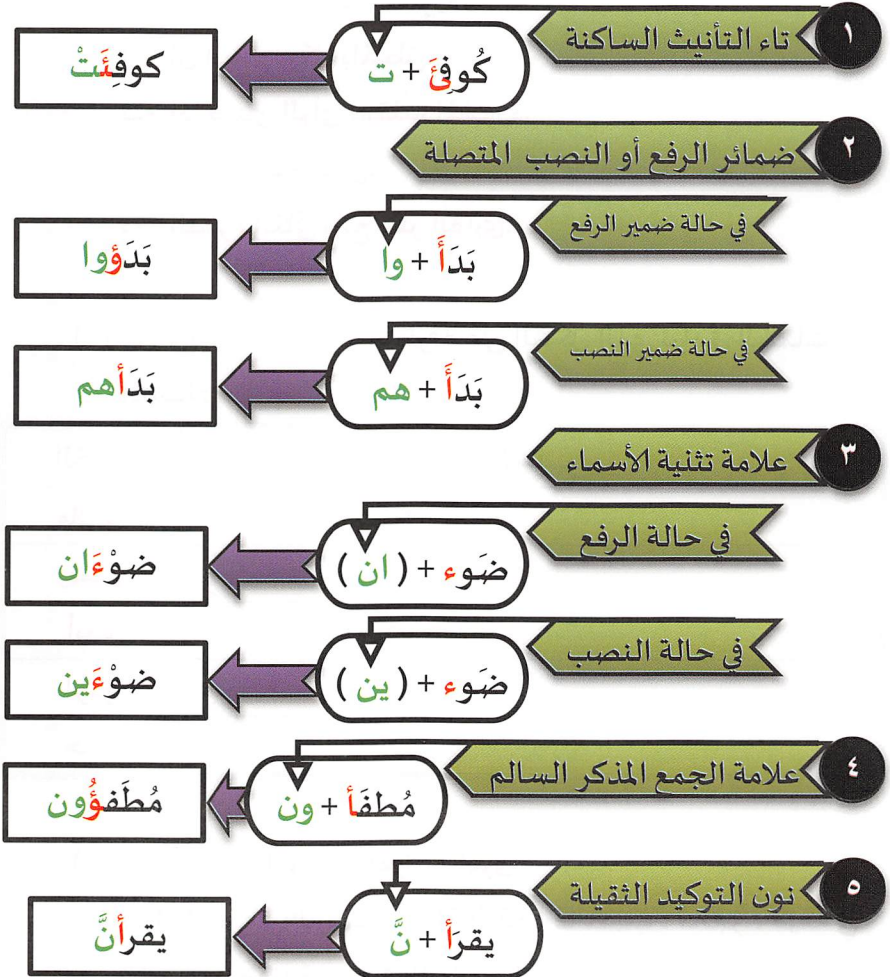 ١ تاء التأنيث الساكنة
كُوفِئَ + ت
كوفِئَتْ
٢ ضمائر الرفع أو النصب المتصلة
في حالة ضمير الرفع
بَدَأَ + وا
بَدَؤوا
في حالة ضمير النصب
بَدَأَ + هم
بَدَأهم
٣ علامة تثنية الأسماء
في حالة الرفع
ضَوء + ( ان )
ضوْءَان
في حالة النصب
ضَوء + ( ين )
ضوْءَين
٤ علامة الجمع المذكر السالم
مُطفَأ + ون
مُطَفؤُون
٥ نون التوكيد الثقيلة
يقرَأ + نَّ
يقرأنَّ